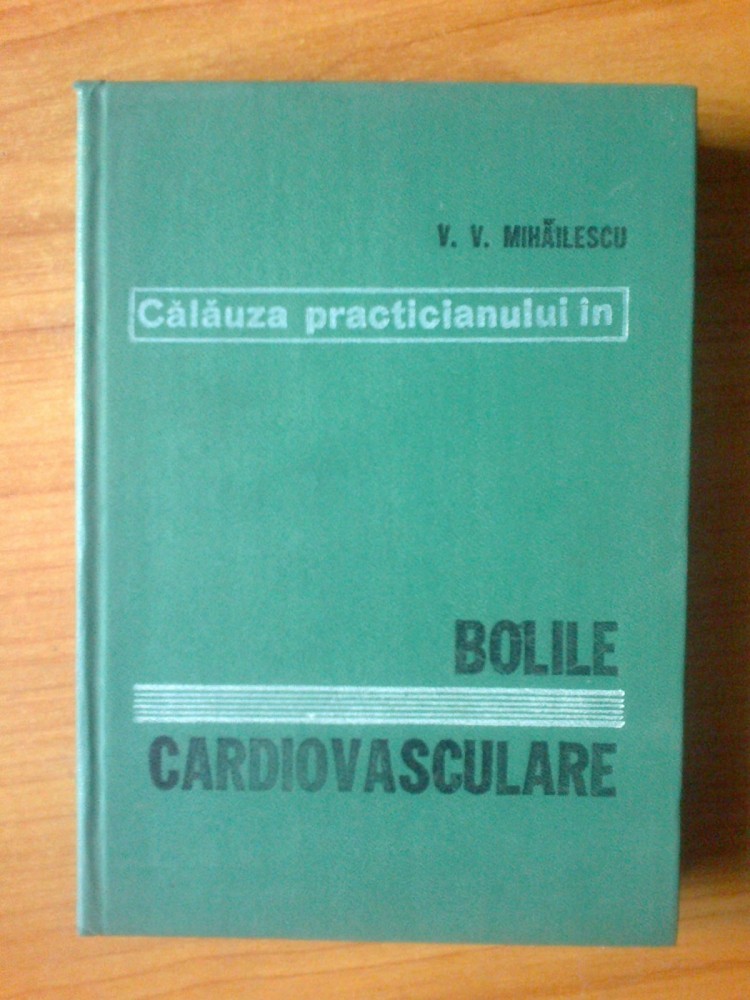 V. V. MIHĂILESCU
Călăuza practicianului în
BOLILE
CARDIOVASCULARE